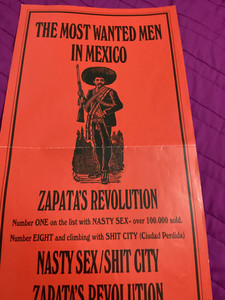 THE MOST WANTED MEN
IN MEXICO
ZAPATA'S REVOLUTION
Number ONE on the list with NASTY SEX- over 100.000 sold.
Number EIGHT and climbing with SHIT CITY (Ciudad Perdida)
NASTY SEX/SHIT CITY
ZAPATA'S REVOLUTION